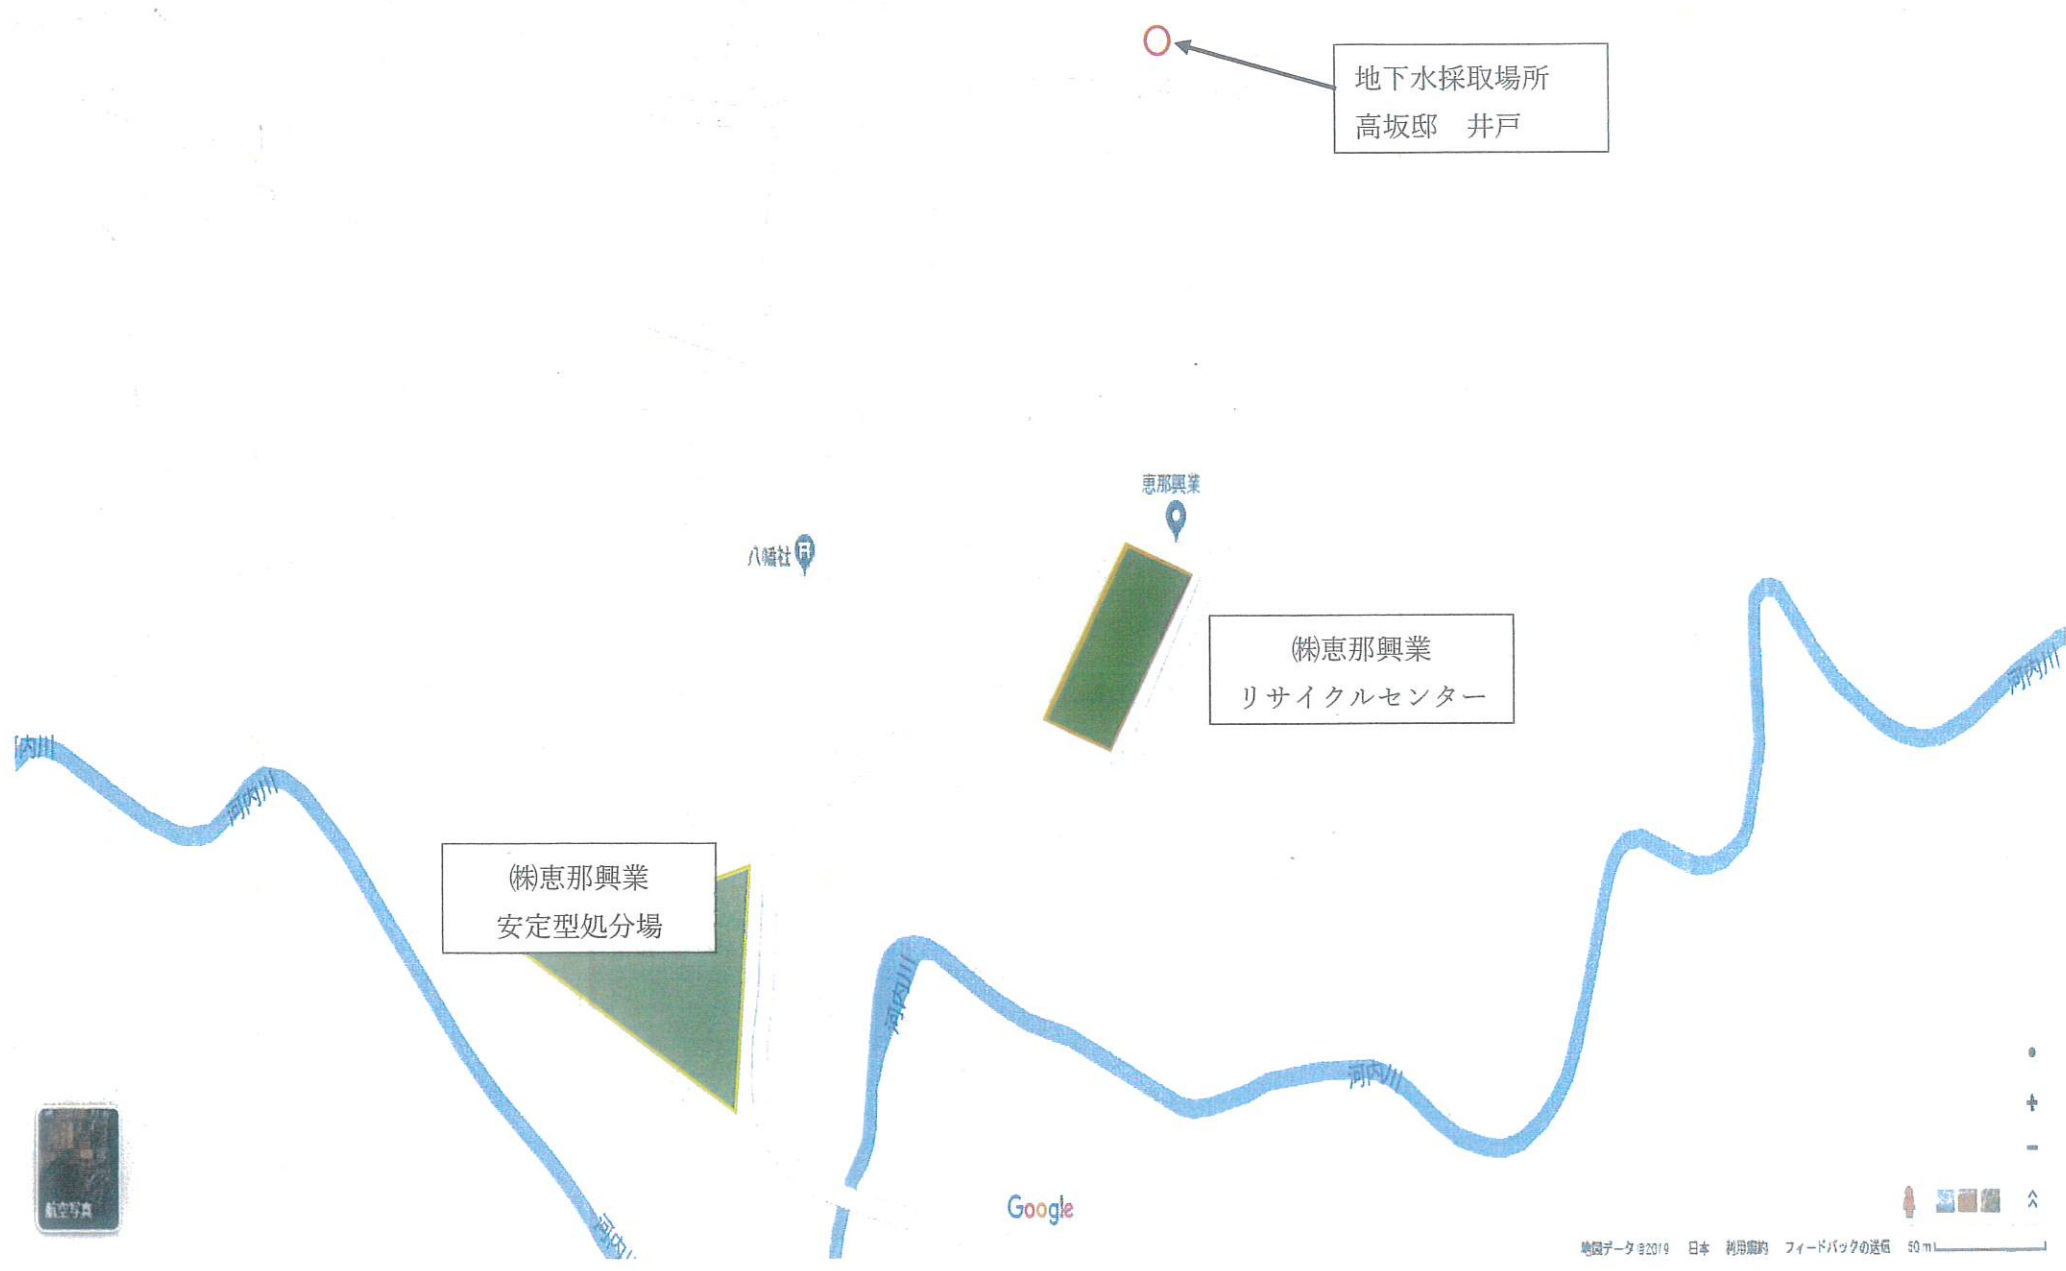 地下水採取場所
高坂邸　井戸
恵那興業
八幡社
㈱恵那興業
リサイクルセンター
河内川
内川
河内川
㈱恵那興業
安定型処分場
河内川
河内川
河内
航空写真
Google
地図データ ©2019 日本 利用規約 フィードバックの送信 50 m